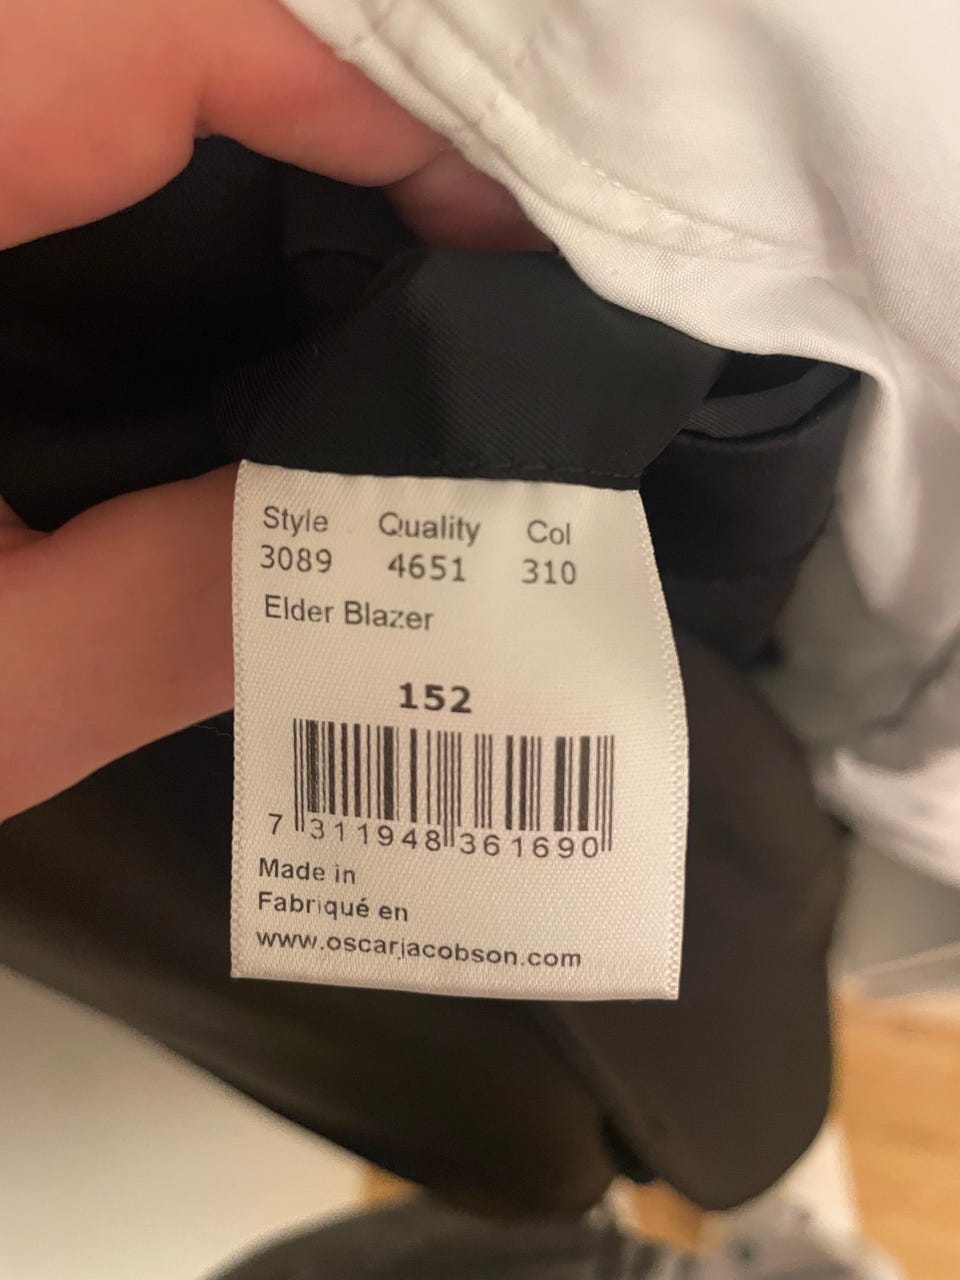 Style Quality Col
3089 4651 310
Elder Blazer
152
7 311948 361690
Made in
Fabriqué en
www.oscarjacobson.com